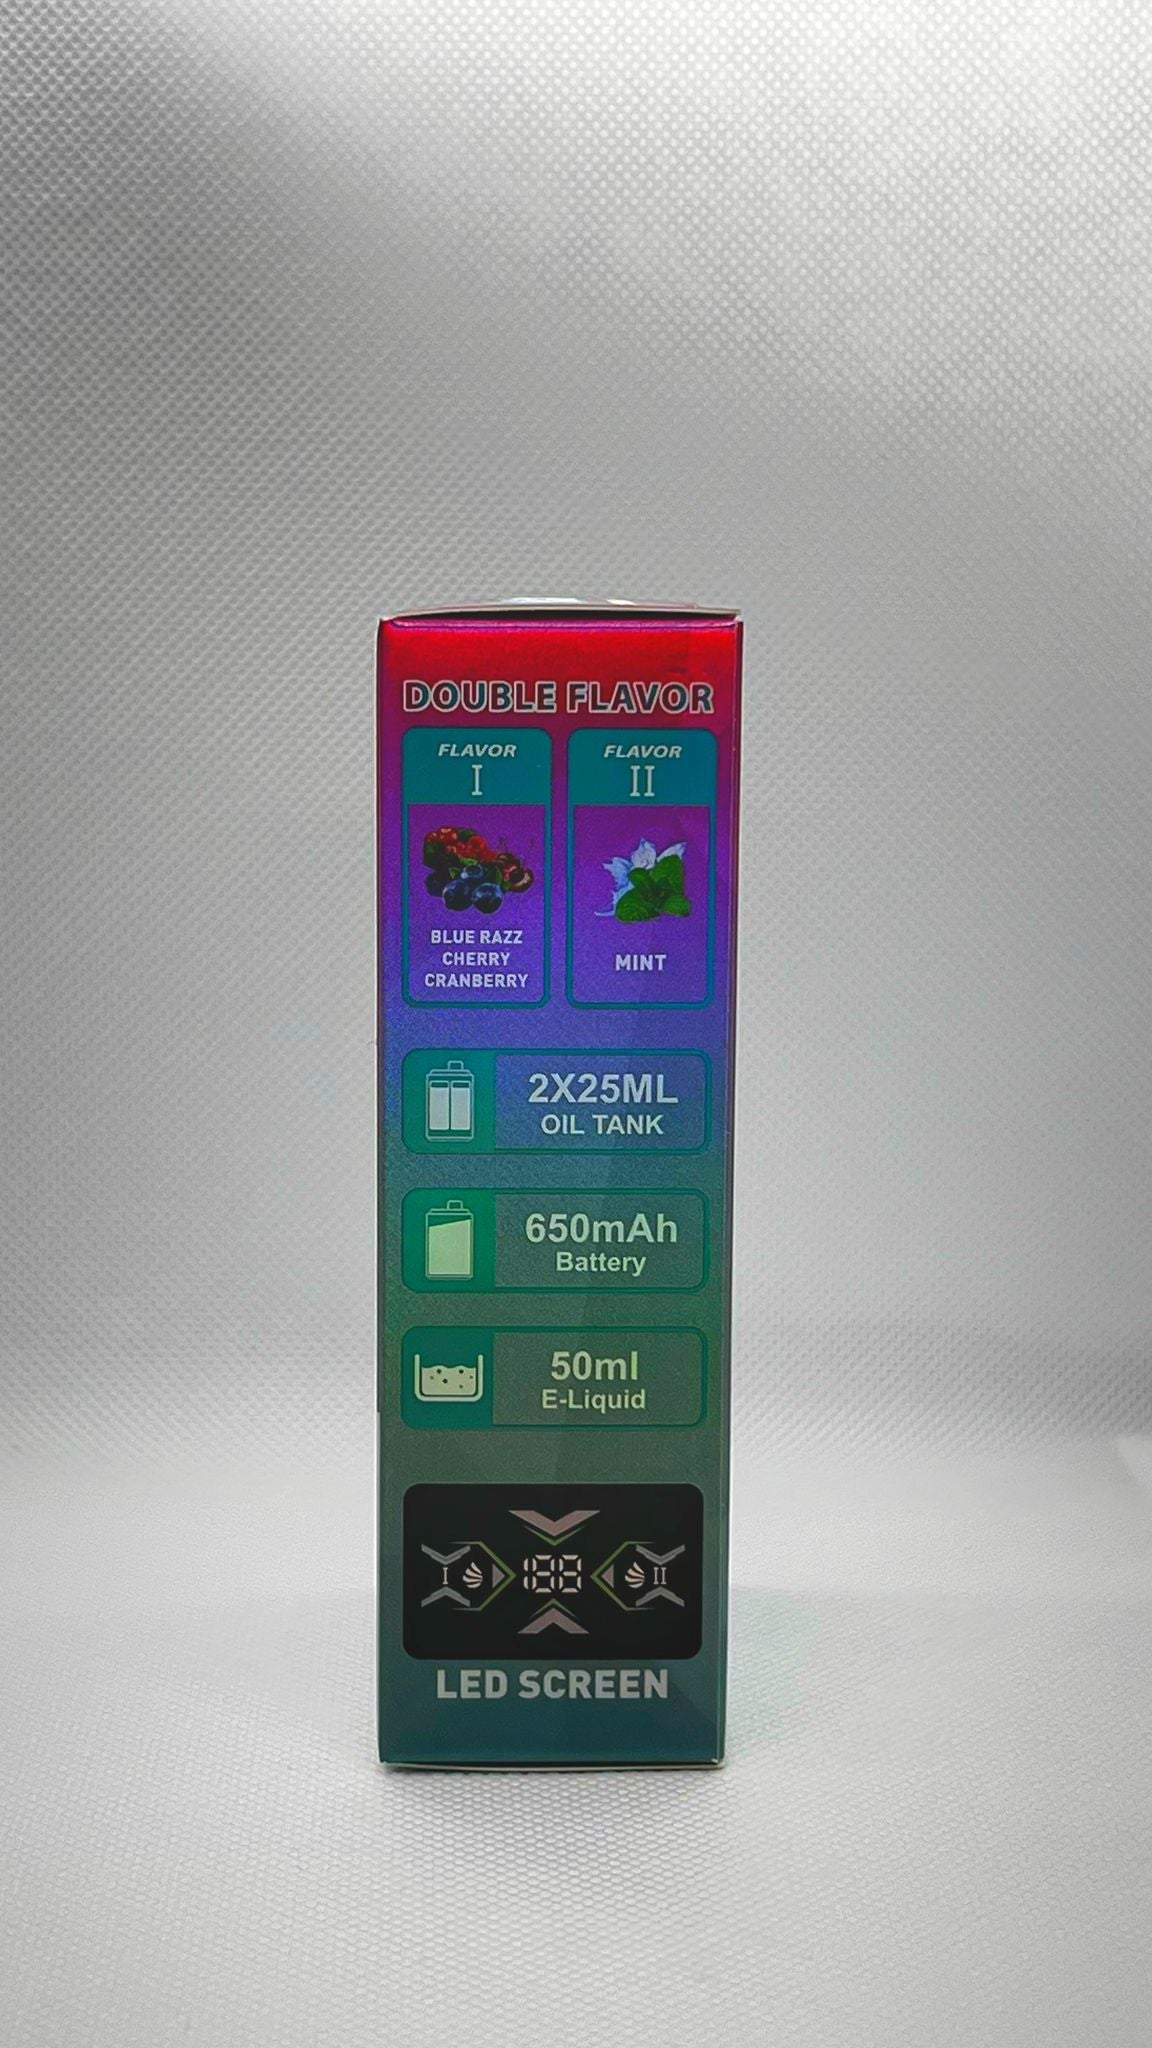 DOUBLE FLAVOR
FLAVOR
I
BLUE RAZZ
CHERRY
CRANBERRY
FLAVOR
II
MINT
2X25ML
OIL TANK
650mAh
Battery
50ml
E-Liquid
I 188 II
LED SCREEN